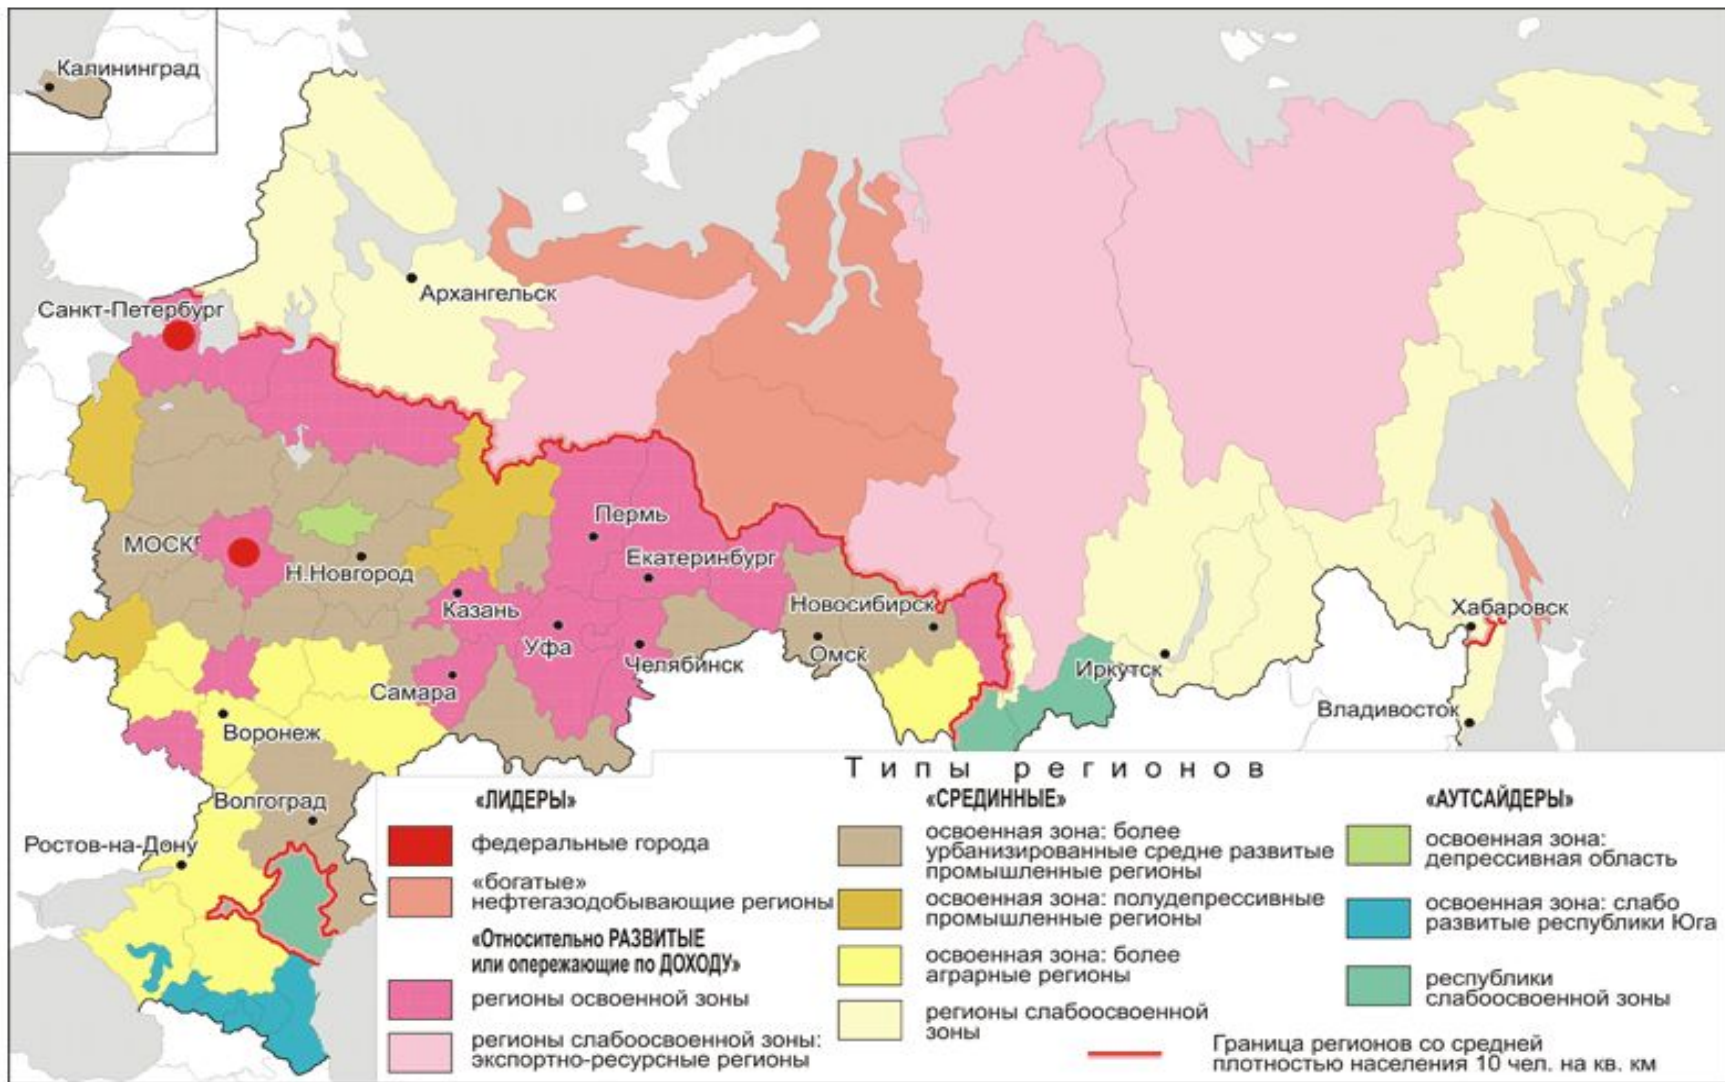 Калининград
Архангельск
Санкт-Петербург
Пермь
МОСК
Екатеринбург
Н.Новгород
Новосибирск
Хабаровск
Казань
Уфа
Омск
Челябинск
Иркутск
Самара
Владивосток
Воронеж
Волгоград
Ростов-на-Дону
Типы регионов
«ЛИДЕРЫ»
федеральные города
«богатые»
нефтегазодобывающие регионы
«Относительно РАЗВИТЫЕ
или опережающие по ДОХОДУ»
регионы освоенной зоны
регионы слабоосвоенной зоны:
экспортно-ресурсные регионы
«СРЕДИННЫЕ»
освоенная зона: более
урбанизированные средне развитые
промышленные регионы
освоенная зона: полудепрессивные
промышленные регионы
освоенная зона: более
аграрные регионы
регионы слабоосвоенной
зоны
«АУТСАЙДЕРЫ»
освоенная зона:
депрессивная область
освоенная зона: слабо
развитые республики Юга
республики
слабоосвоенной зоны
Граница регионов со средней
плотностью населения 10 чел. на кв. км